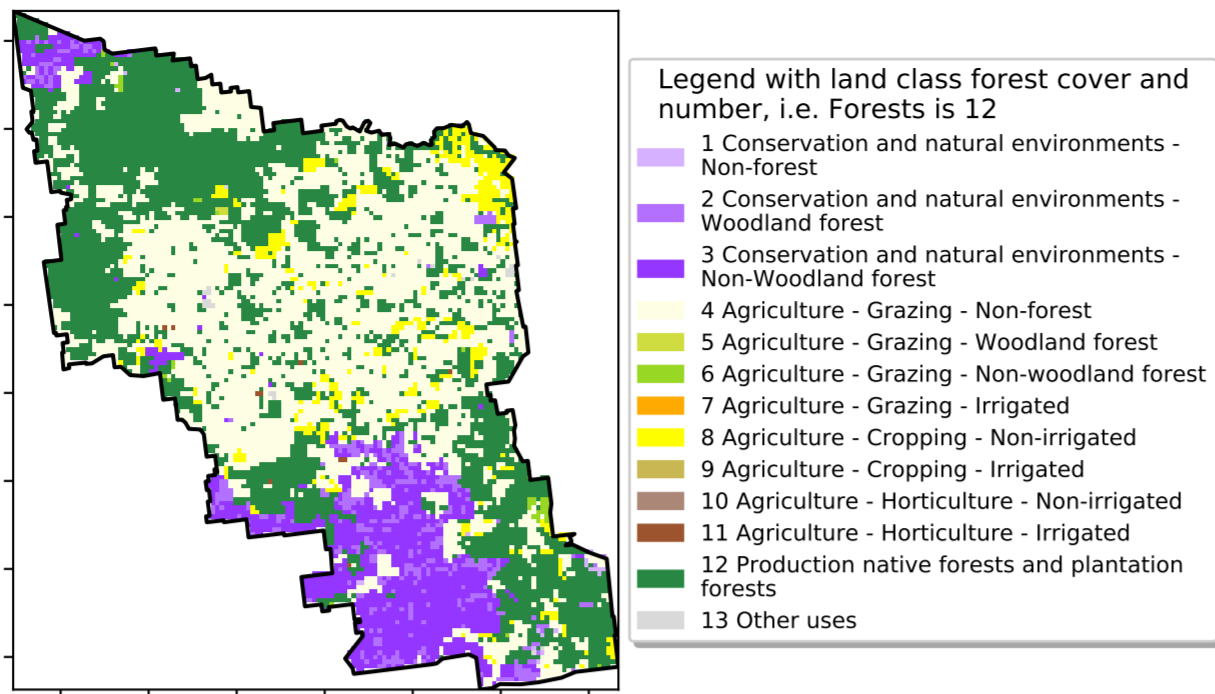 Legend with land class forest cover and
number, i.e. Forests is 12
1 Conservation and natural environments -
Non-forest
2 Conservation and natural environments -
Woodland forest
3 Conservation and natural environments -
Non-Woodland forest
4 Agriculture - Grazing - Non-forest
5 Agriculture - Grazing - Woodland forest
6 Agriculture - Grazing - Non-woodland forest
7 Agriculture - Grazing - Irrigated
8 Agriculture - Cropping - Non-irrigated
9 Agriculture - Cropping - Irrigated
10 Agriculture - Horticulture - Non-irrigated
11 Agriculture - Horticulture - Irrigated
12 Production native forests and plantation
forests
13 Other uses